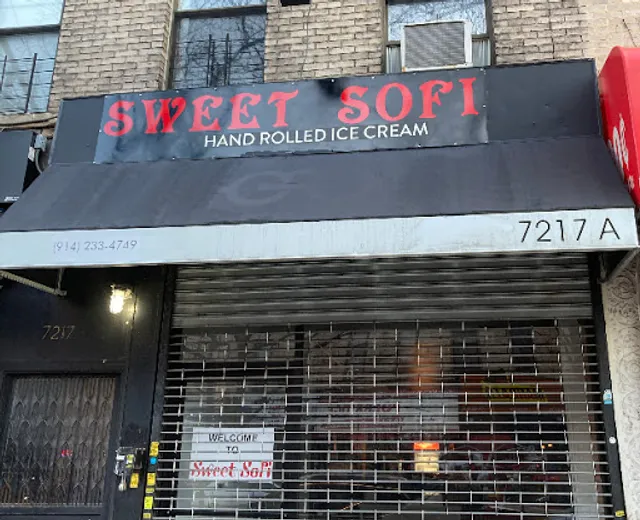 SWEET SOFI
HAND ROLLED ICE CREAM
(914) 233-4749
7217 A
7217
WELCOME
TO
Sweet Sofi